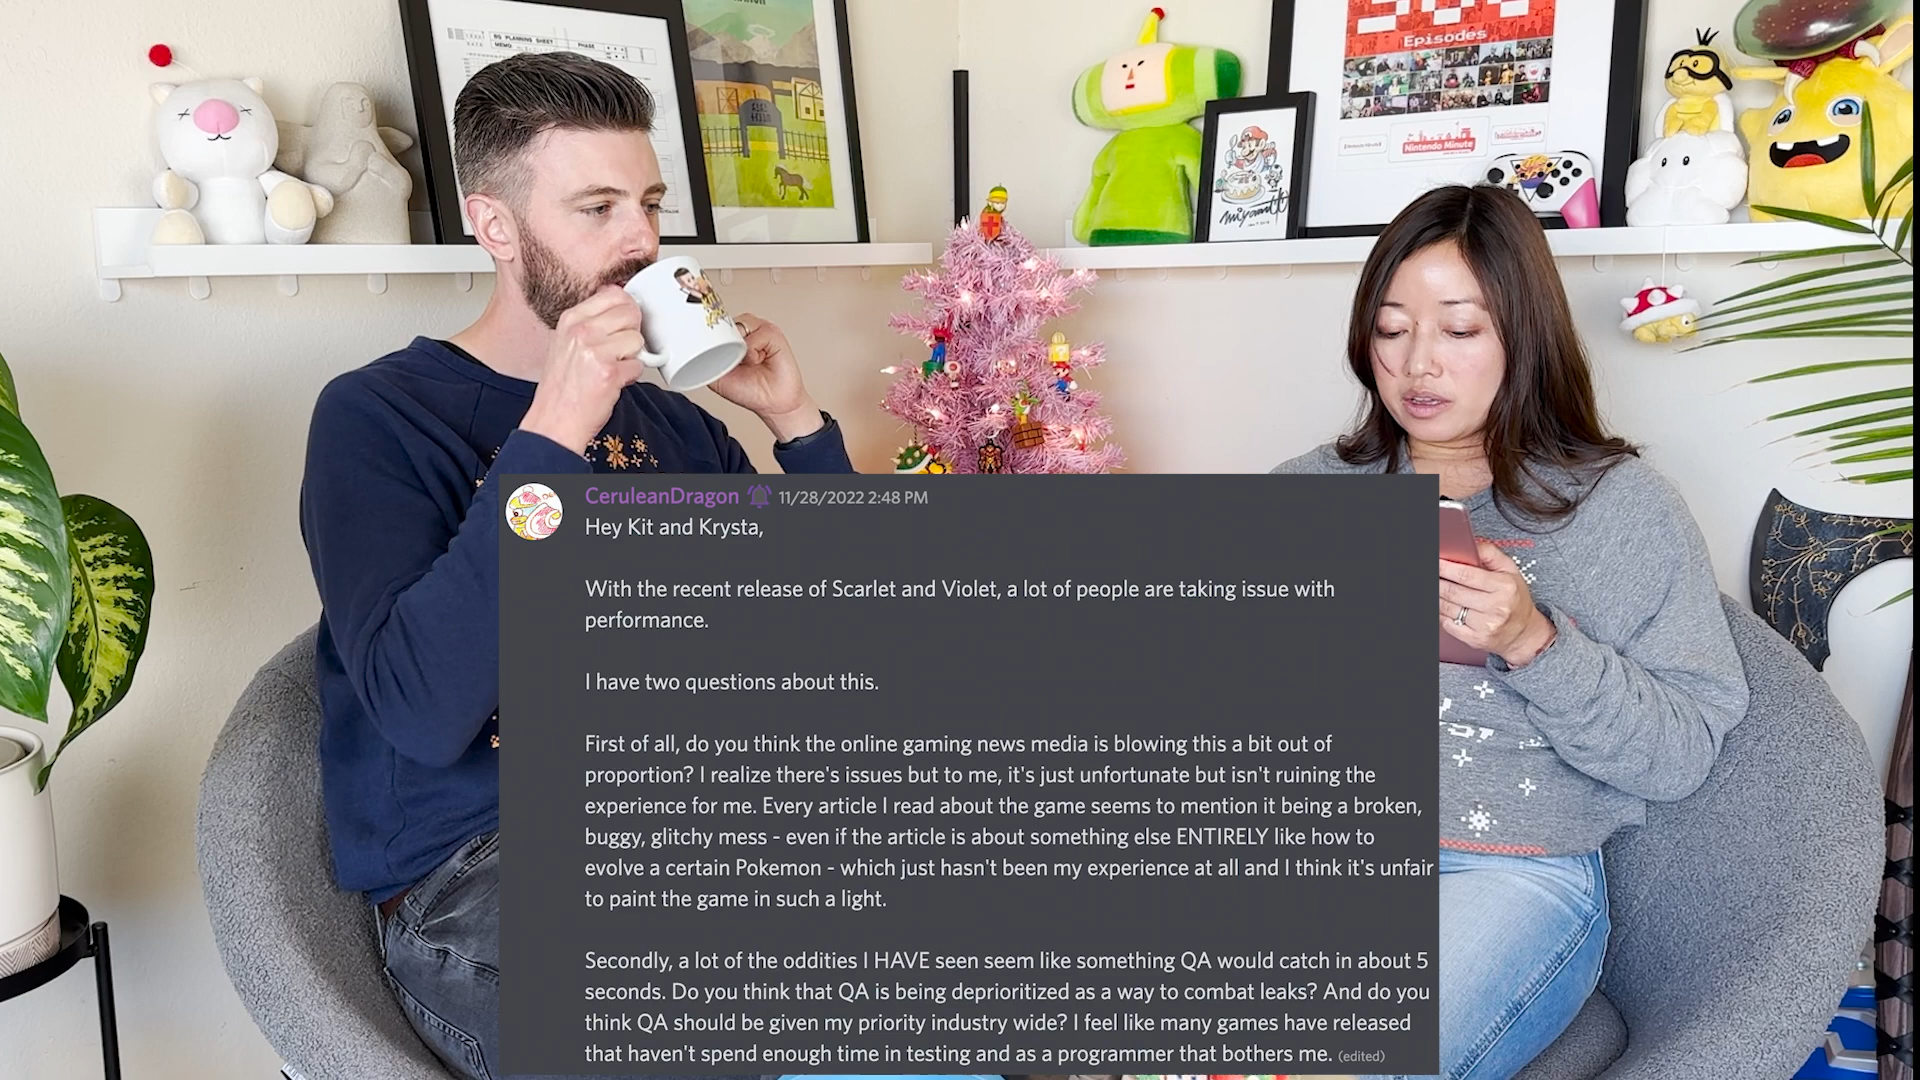 BG PLANNING SHEET
MEMO
PHASE
Episodes
Nintendo Minute
CeruleanDragon 11/28/2022 2:48 PM
Hey Kit and Krysta,
With the recent release of Scarlet and Violet, a lot of people are taking issue with
performance.
I have two questions about this.
First of all, do you think the online gaming news media is blowing this a bit out of
proportion? I realize there's issues but to me, it's just unfortunate but isn't ruining the
experience for me. Every article I read about the game seems to mention it being a broken,
buggy, glitchy mess - even if the article is about something else ENTIRELY like how to
evolve a certain Pokemon - which just hasn't been my experience at all and I think it's unfair
to paint the game in such a light.
Secondly, a lot of the oddities I HAVE seen seem like something QA would catch in about 5
seconds. Do you think that QA is being deprioritized as a way to combat leaks? And do you
think QA should be given my priority industry wide? I feel like many games have released
that haven't spend enough time in testing and as a programmer that bothers me. (edited)